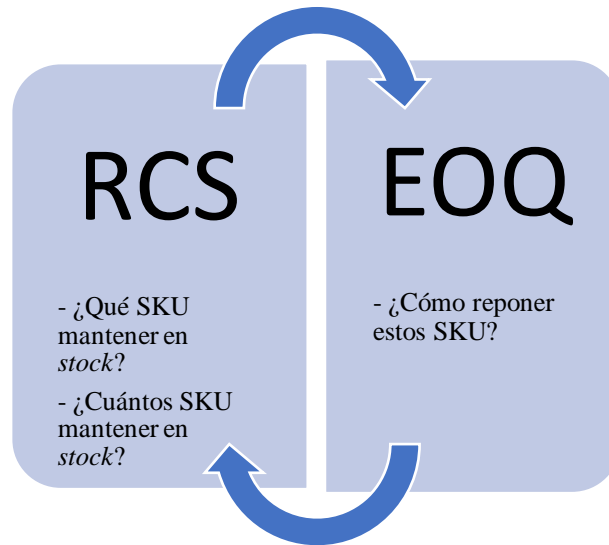 RCS
- ¿Qué SKU
mantener en
stock?
- ¿Cuántos SKU
mantener en
stock?
EOQ
- ¿Cómo reponer
estos SKU?